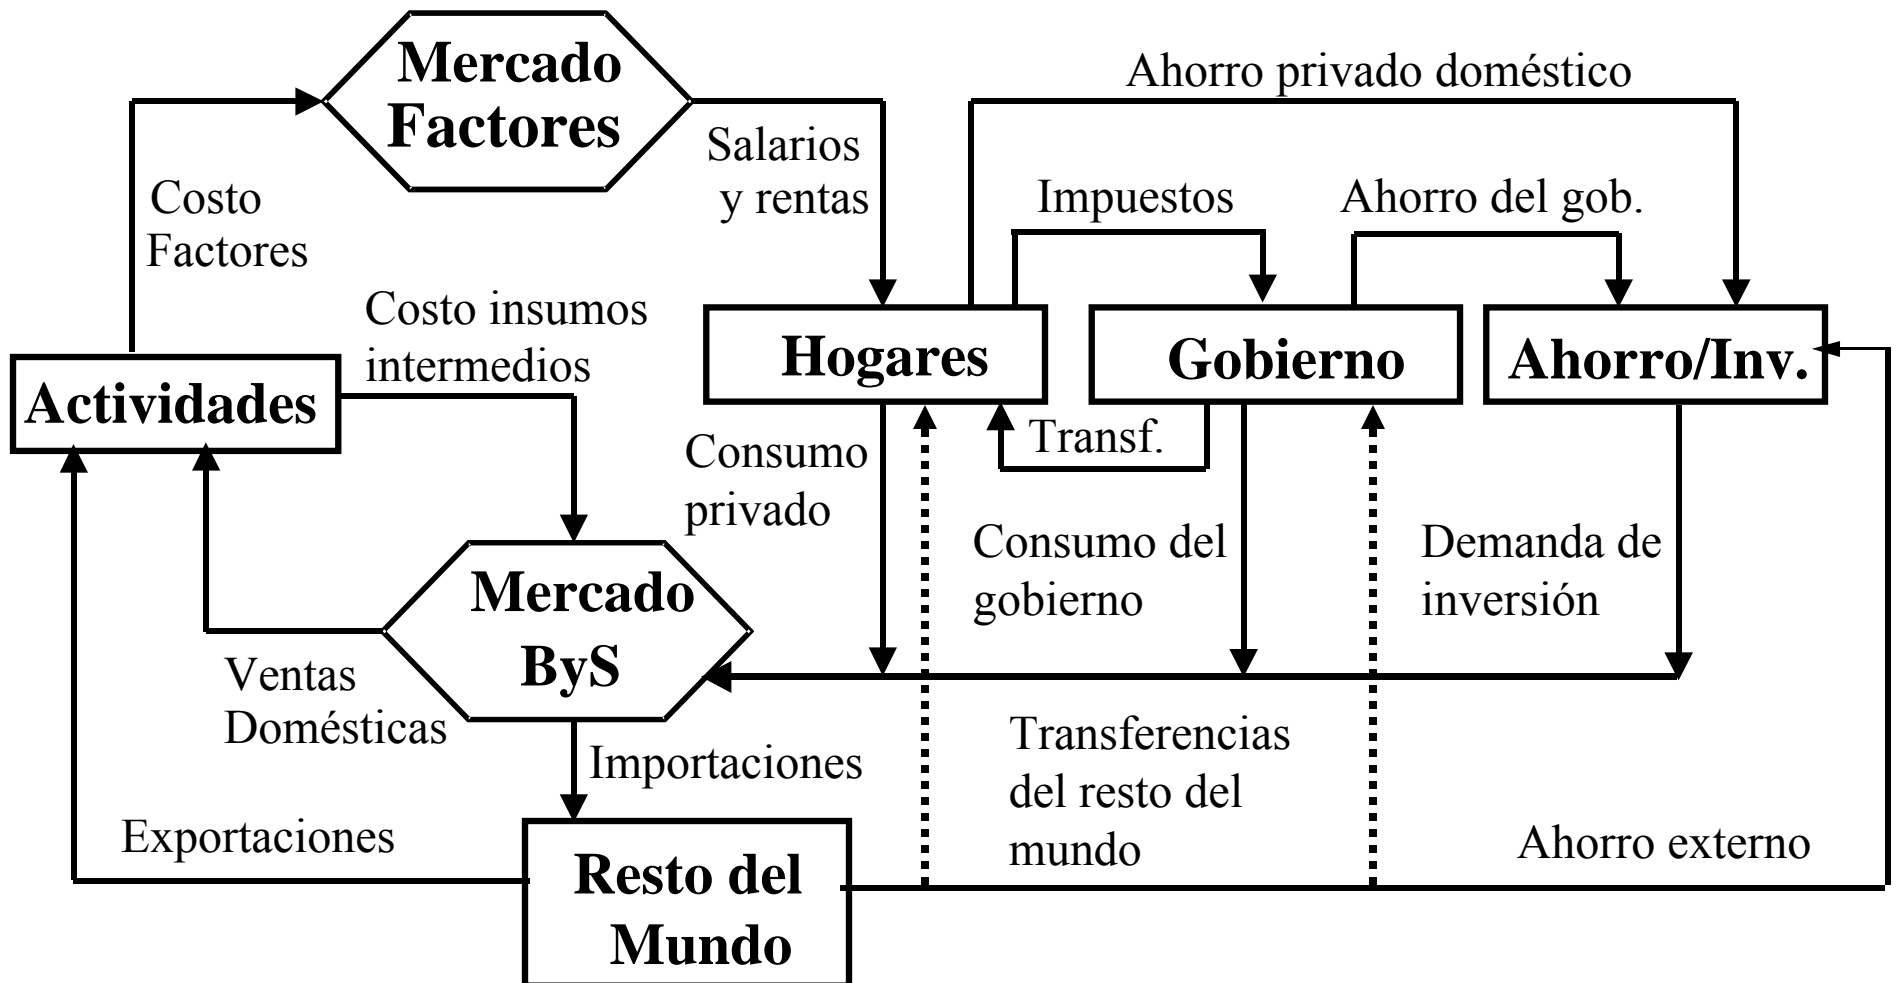 Mercado
Factores
Ahorro privado doméstico
Salarios
y rentas
Costo
Factores
Impuestos
Ahorro del gob.
Costo insumos
intermedios
Actividades
Hogares
Gobierno
Ahorro/Inv.
Transf.
Consumo
privado
Consumo del
gobierno
Demanda de
inversión
Mercado
ByS
Ventas
Domésticas
Importaciones
Transferencias
del resto del
mundo
Exportaciones
Ahorro externo
Resto del
Mundo